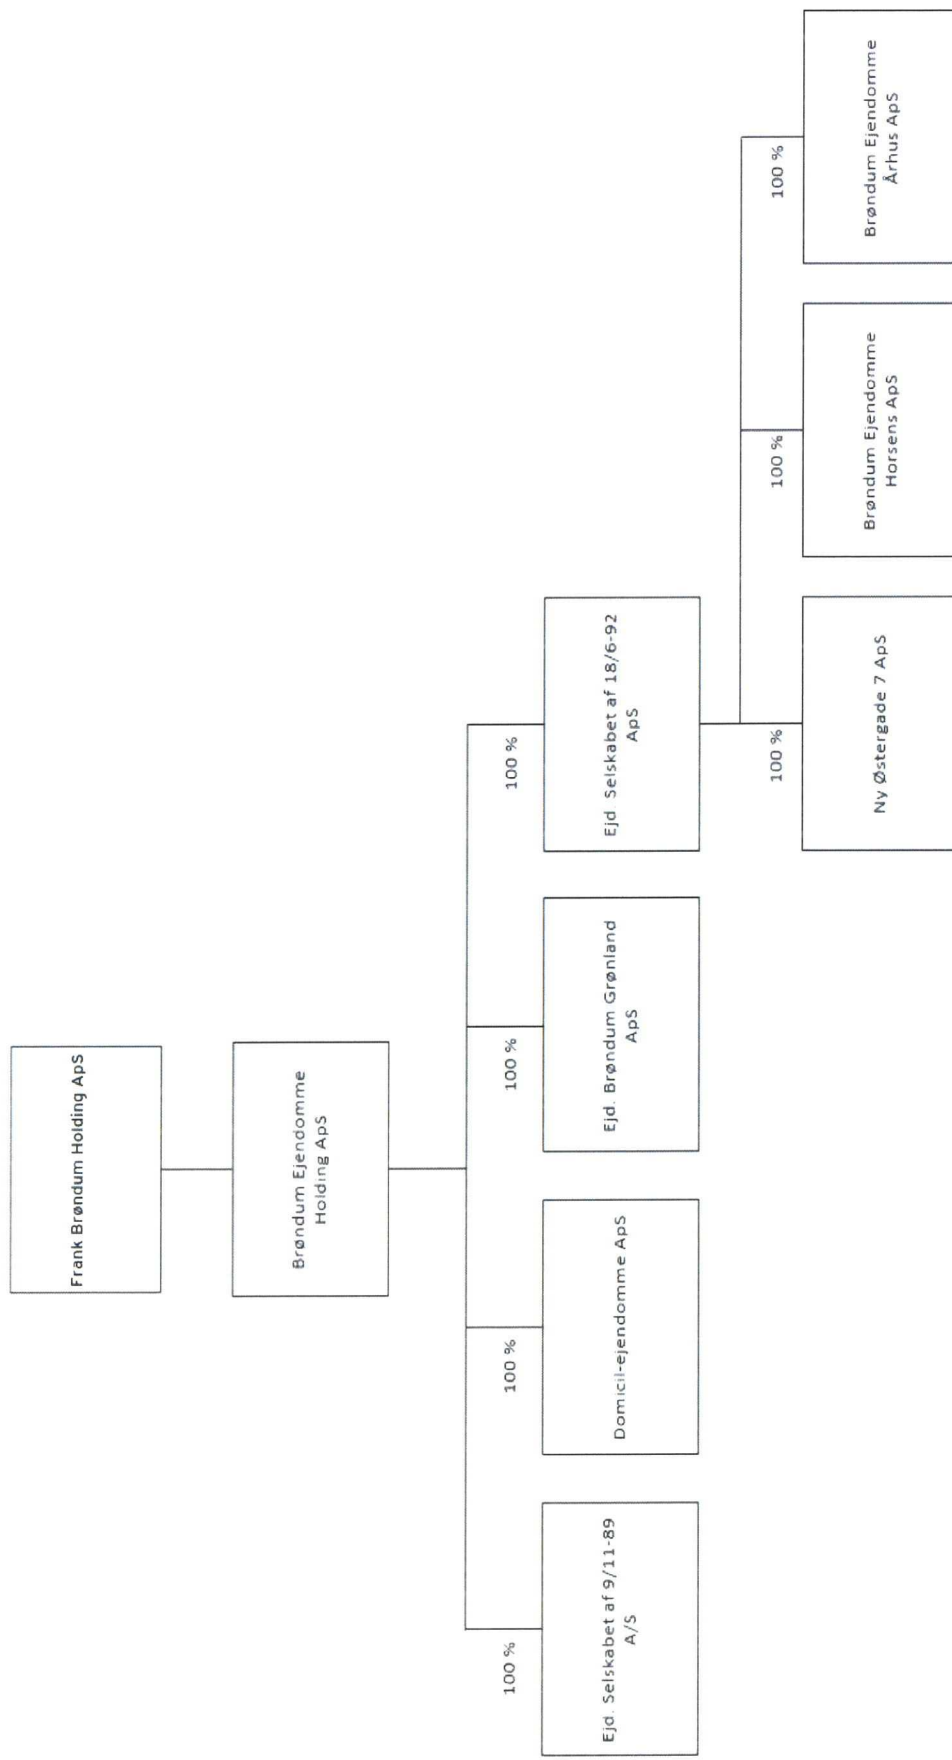 Frank Brøndum Holding ApS
Brøndum Ejendomme
Holding ApS
100 %
100 %
100 %
100 %
Ejd. Selskabet af 9/11-89
A/S
Domicil-ejendomme ApS
Ejd. Brøndum Grønland
ApS
Ejd Selskabet af 18/6-92
ApS
100 %
100 %
100 %
Ny Østergade 7 ApS
Brøndum Ejendomme
Horsens ApS
Brøndum Ejendomme
Århus ApS